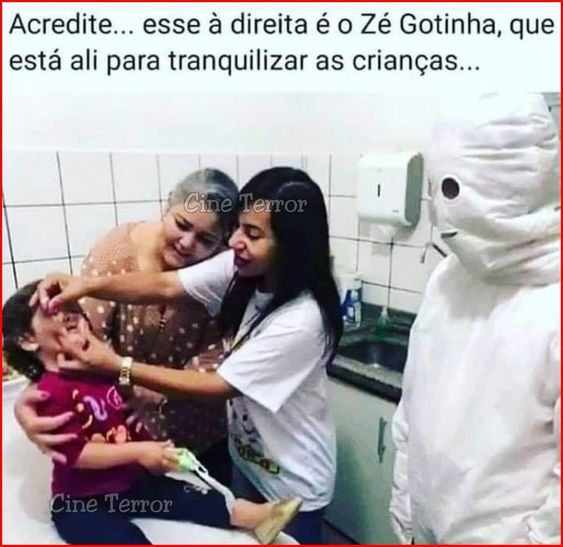 Acredite... esse à direita é o Zé Gotinha, que
está ali para tranquilizar as crianças...
Cine Terror
Cine Terror